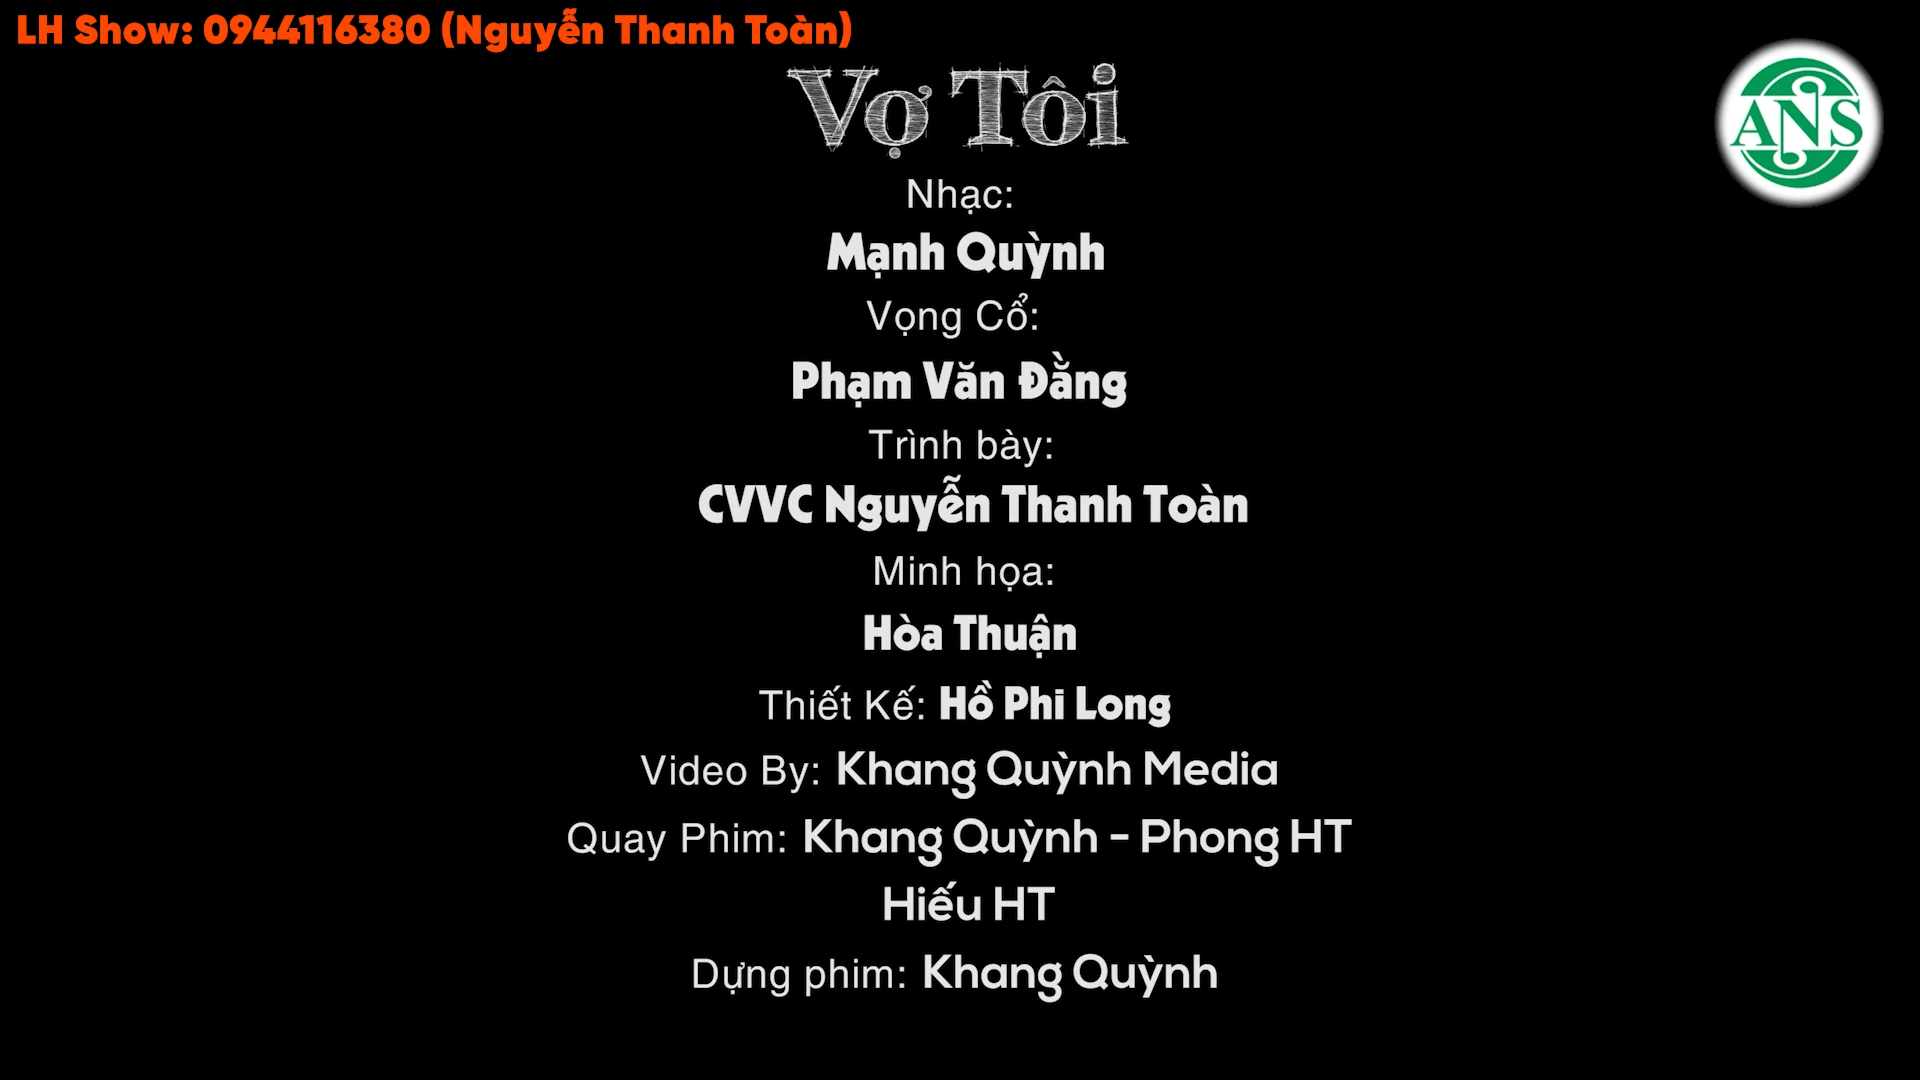 LH Show: 0944116380 (Nguyễn Thanh Toàn)
Vợ Tôi
ANS
Nhạc:
Mạnh Quỳnh
Vọng Cổ:
Phạm Văn Đằng
Trình bày:
CVVC Nguyễn Thanh Toàn
Minh họa:
Hòa Thuận
Thiết Kế: Hồ Phi Long
Video By: Khang Quỳnh Media
Quay Phim: Khang Quỳnh - Phong HT
Hiếu HT
Dựng phim: Khang Quỳnh